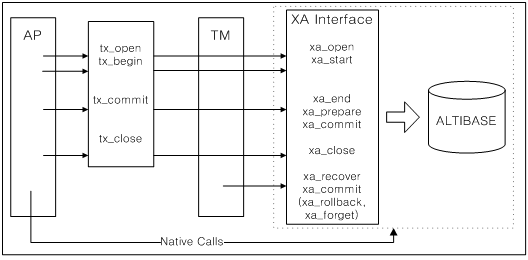 AP
tx_open
tx_begin
tx_commit
tx_close
TM
XA Interface
xa_open
xa_start
xa_end
xa_prepare
xa_commit
xa_close
xa_recover
xa_commit
(xa_rollback,
xa_forget)
ALTIBASE
Native Calls